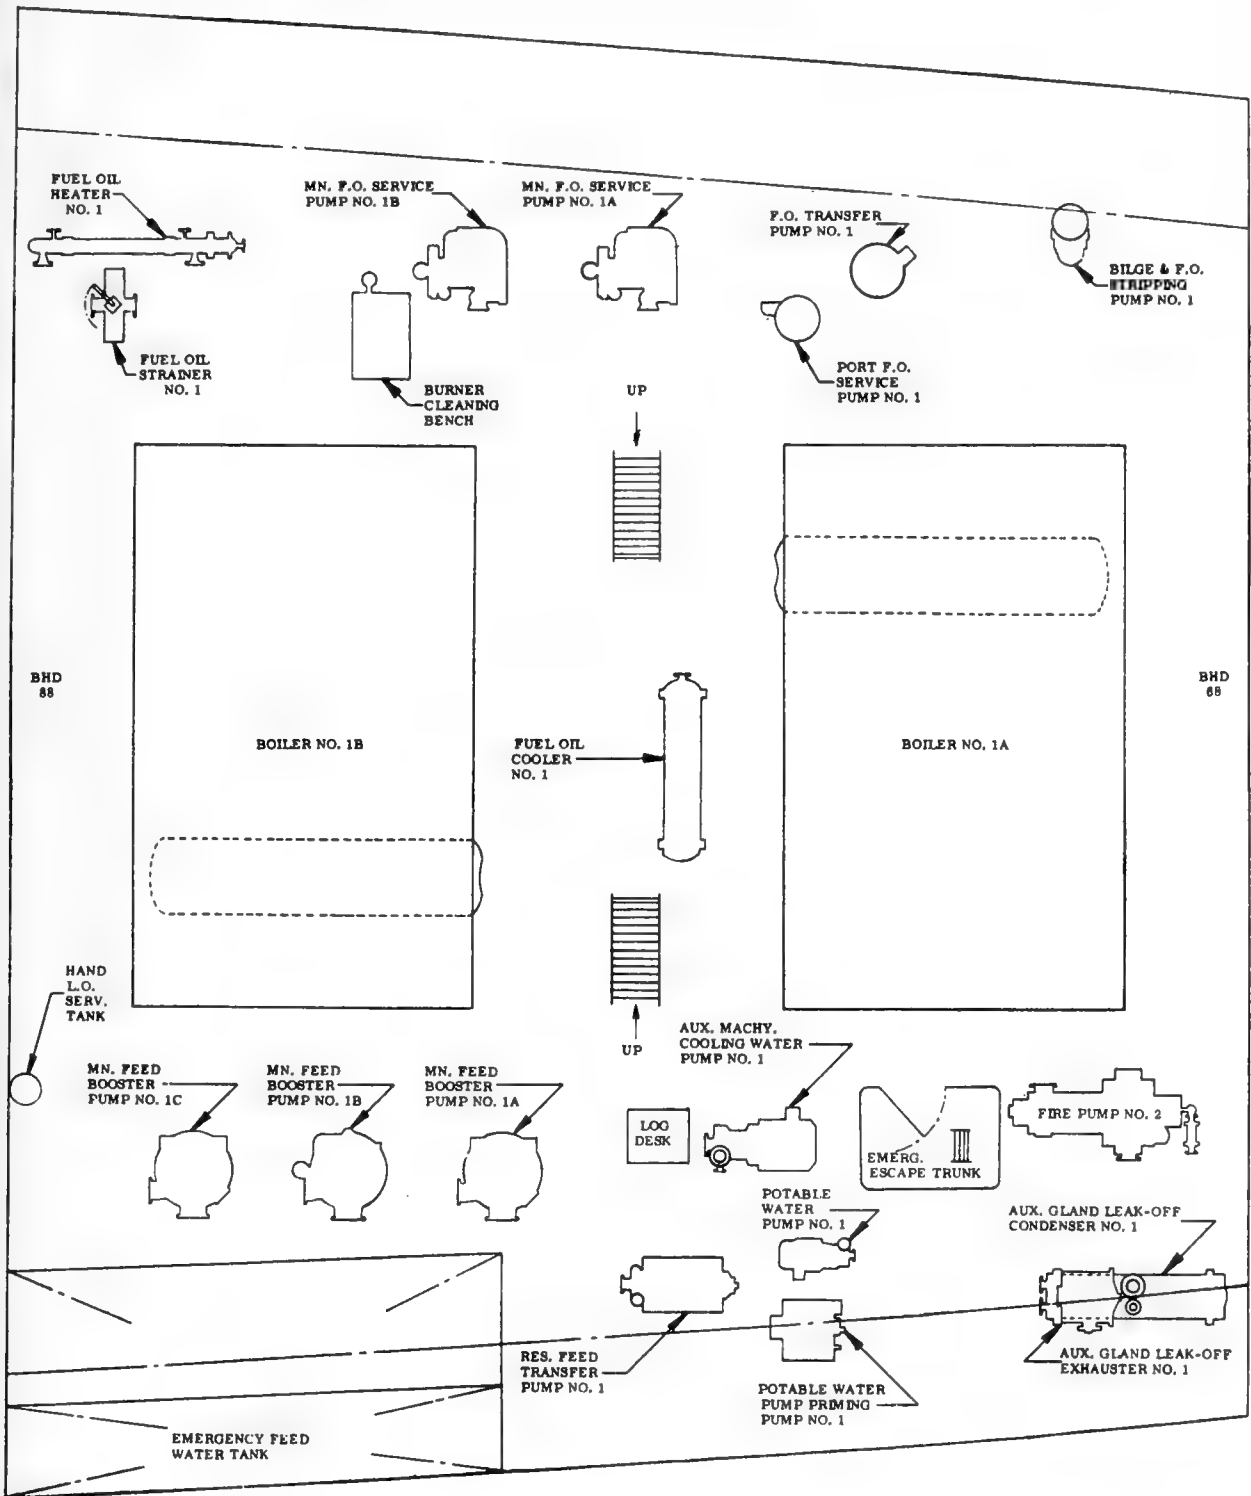 FUEL OIL
HEATER
NO. 1
MN. F.O. SERVICE
PUMP NO. 1B
MN. F.O. SERVICE
PUMP NO. 1A
F.O. TRANSFER
PUMP NO. 1
BILGE & F.O.
STRIPPING
PUMP NO. 1
FUEL OIL
STRAINER
NO. 1
BURNER
CLEANING
BENCH
UP
PORT F.O.
SERVICE
PUMP NO. 1
BHD
88
BOILER NO. 1B
FUEL OIL
COOLER
NO. 1
BOILER NO. 1A
BHD
68
HAND
L.O.
SERV.
TANK
UP
AUX. MACHY.
COOLING WATER
PUMP NO. 1
MN. FEED
BOOSTER
PUMP NO. 1C
MN. FEED
BOOSTER
PUMP NO. 1B
MN. FEED
BOOSTER
PUMP NO. 1A
LOG
DESK
EMERG.
ESCAPE TRUNK
FIRE PUMP NO. 2
POTABLE
WATER
PUMP NO. 1
AUX. GLAND LEAK-OFF
CONDENSER NO. 1
RES. FEED
TRANSFER
PUMP NO. 1
POTABLE WATER
PUMP PRIMING
PUMP NO. 1
AUX. GLAND LEAK-OFF
EXHAUSTER NO. 1
EMERGENCY FEED
WATER TANK